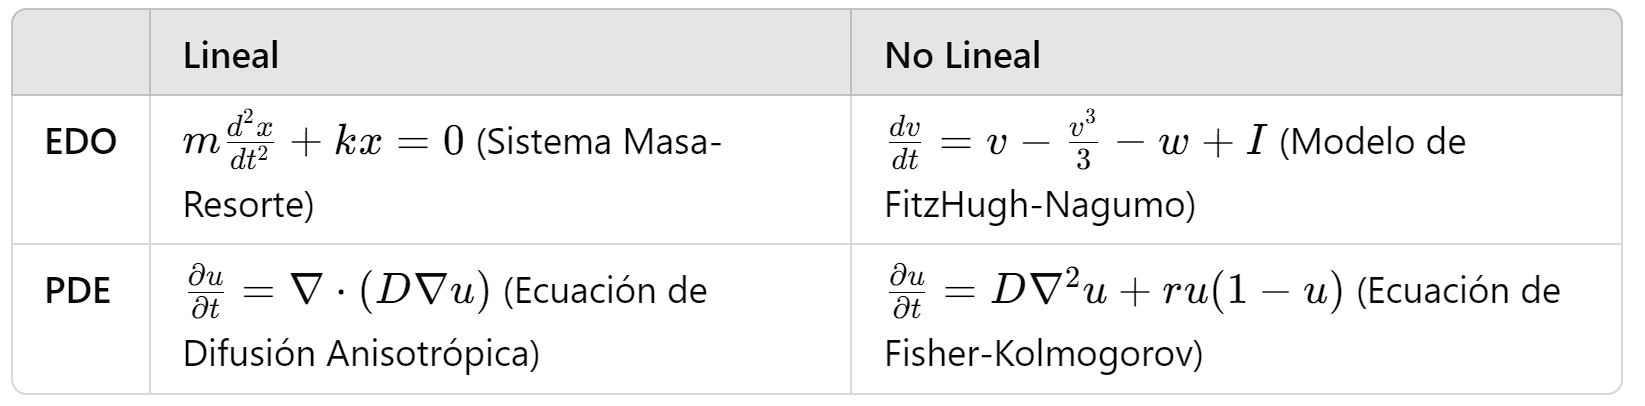 Lineal No Lineal
EDO m d²x/dt² + kx = 0 (Sistema Masa- dv/dt = v − v³/3 − w + I (Modelo de
Resorte) FitzHugh-Nagumo)
PDE ∂u/∂t = ∇ · (D∇u) (Ecuación de ∂u/∂t = D∇²u + ru(1 − u) (Ecuación de
Difusión Anisotrópica) Fisher-Kolmogorov)